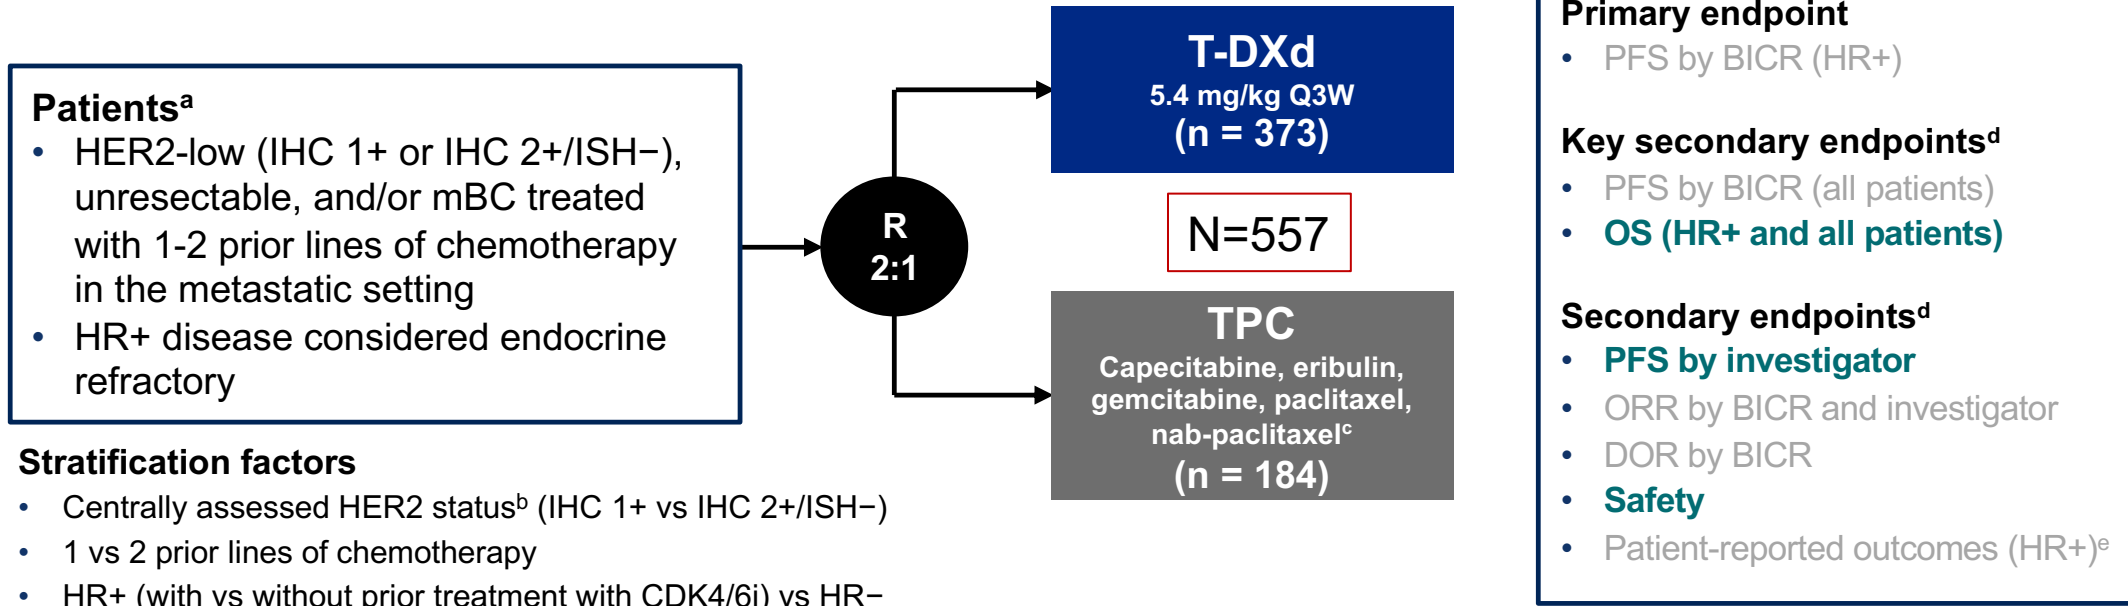 Patientsᵃ
• HER2-low (IHC 1+ or IHC 2+/ISH−),
unresectable, and/or mBC treated
with 1-2 prior lines of chemotherapy
in the metastatic setting
• HR+ disease considered endocrine
refractory
Stratification factors
• Centrally assessed HER2 statusᵇ (IHC 1+ vs IHC 2+/ISH−)
• 1 vs 2 prior lines of chemotherapy
• HR+ (with vs without prior treatment with CDK4/6i) vs HR−
R
2:1
T-DXd
5.4 mg/kg Q3W
(n = 373)
N=557
TPC
Capecitabine, eribulin,
gemcitabine, paclitaxel,
nab-paclitaxelᶜ
(n = 184)
Primary endpoint
• PFS by BICR (HR+)
Key secondary endpointsᵈ
• PFS by BICR (all patients)
• OS (HR+ and all patients)
Secondary endpointsᵈ
• PFS by investigator
• ORR by BICR and investigator
• DOR by BICR
• Safety
• Patient-reported outcomes (HR+)ᵉ